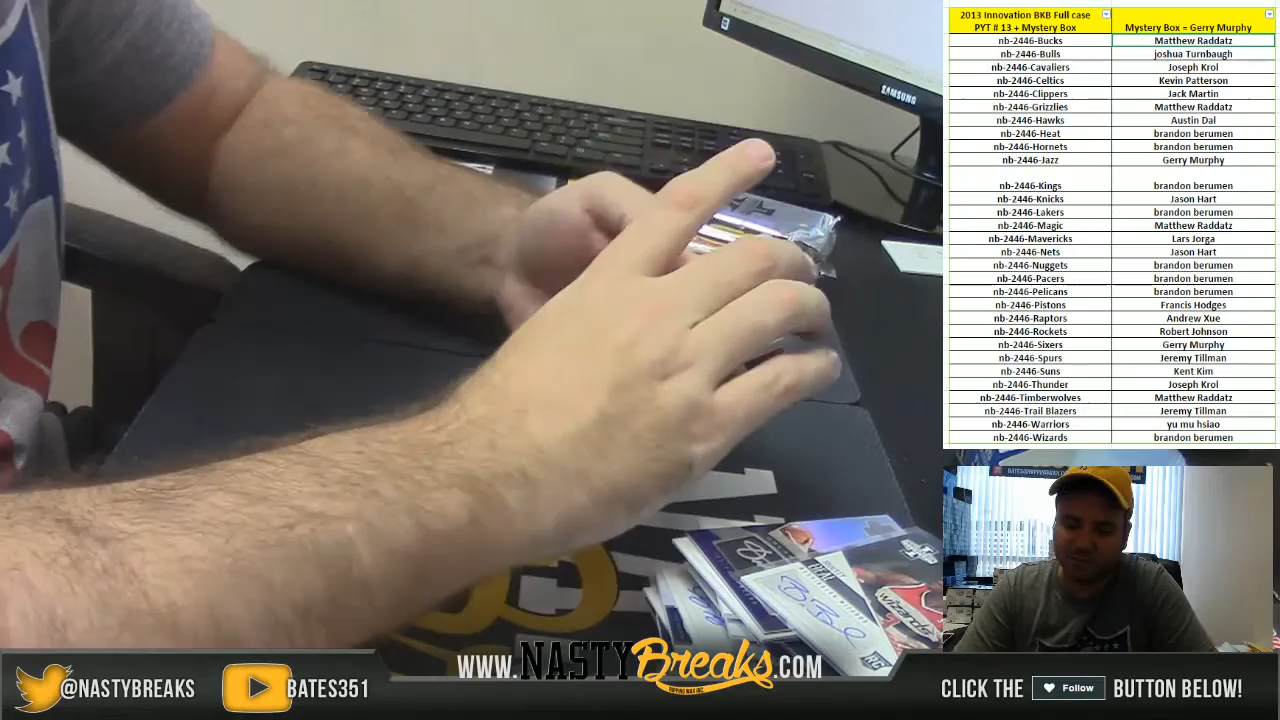 2013 Innovation BKB Full case
PYT # 13 + Mystery Box Mystery Box = Gerry Murphy
nb-2446-Bucks Matthew Raddatz
nb-2446-Bulls joshua Turnbaugh
nb-2446-Cavaliers Joseph Krol
nb-2446-Celtics Kevin Patterson
nb-2446-Clippers Jack Martin
nb-2446-Grizzlies Matthew Raddatz
nb-2446-Hawks Austin Dal
nb-2446-Heat brandon berumen
nb-2446-Hornets brandon berumen
nb-2446-Jazz Gerry Murphy
nb-2446-Kings brandon berumen
nb-2446-Knicks Jason Hart
nb-2446-Lakers brandon berumen
nb-2446-Magic Matthew Raddatz
nb-2446-Mavericks Lars Jorga
nb-2446-Nets Jason Hart
nb-2446-Nuggets brandon berumen
nb-2446-Pacers brandon berumen
nb-2446-Pelicans brandon berumen
nb-2446-Pistons Francis Hodges
nb-2446-Raptors Andrew Xue
nb-2446-Rockets Robert Johnson
nb-2446-Sixers Gerry Murphy
nb-2446-Spurs Jeremy Tillman
nb-2446-Suns Kent Kim
nb-2446-Thunder Joseph Krol
nb-2446-Timberwolves Matthew Raddatz
nb-2446-Trail Blazers Jeremy Tillman
nb-2446-Warriors yu mu hsiao
nb-2446-Wizards brandon berumen
SAMSUNG
BEAL
wizards
RC
@NASTYBREAKS
BATES351
WWW.NASTYBreaks.COM
RIPPING WAX INC.
CLICK THE Follow BUTTON BELOW!